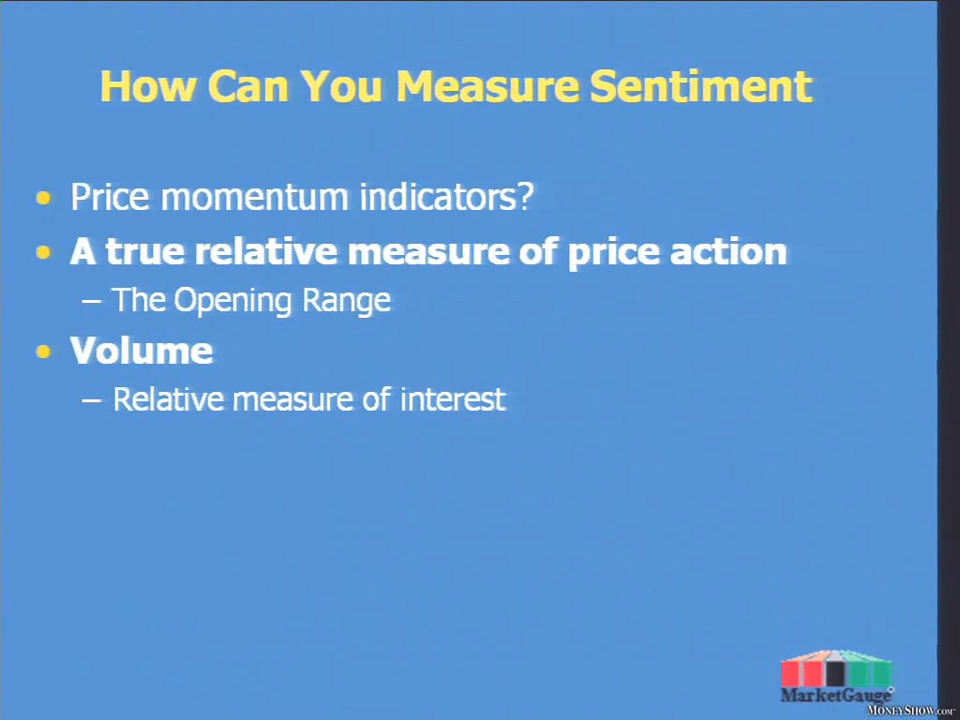 How Can You Measure Sentiment
• Price momentum indicators?
• A true relative measure of price action
– The Opening Range
• Volume
– Relative measure of interest
MarketGauge
MoneyShow.com